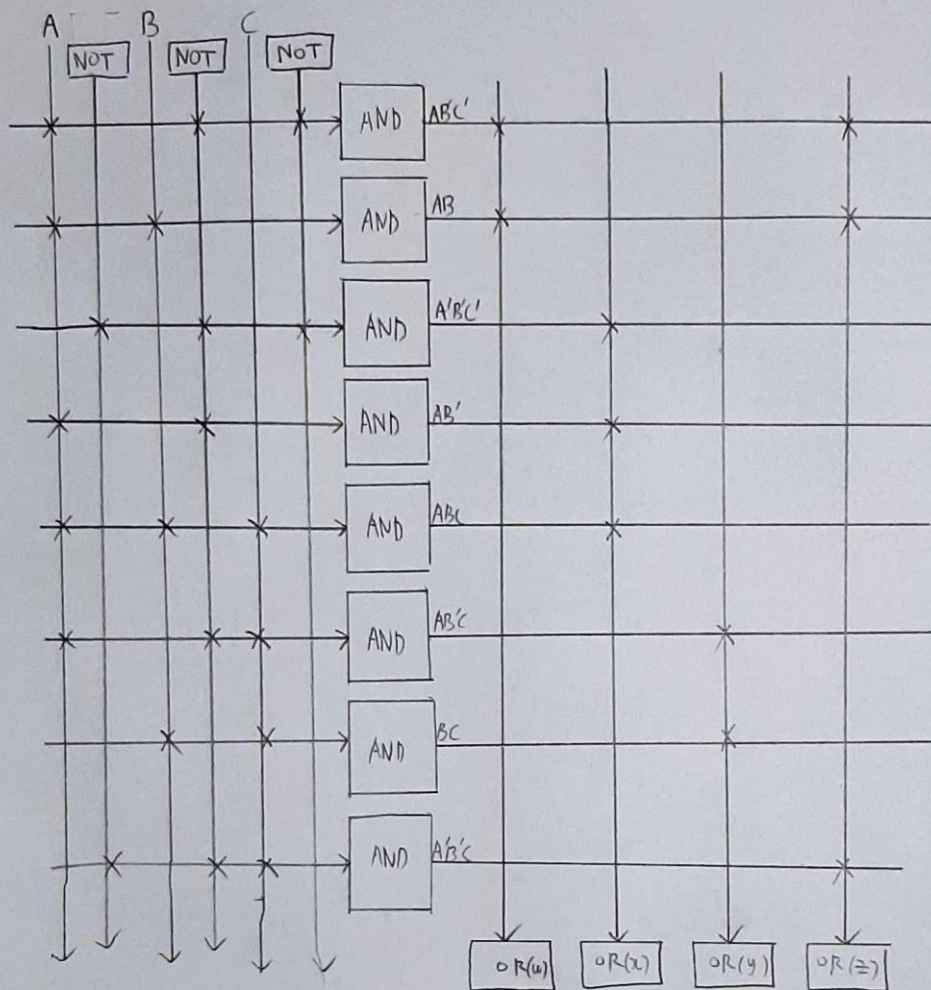 A B C
NOT NOT NOT
AND AB'C'
AND AB
AND A'B'C'
AND AB'
AND ABC
AND AB'C
AND BC
AND A'B'C
OR(w) OR(x) OR(y) OR(z)